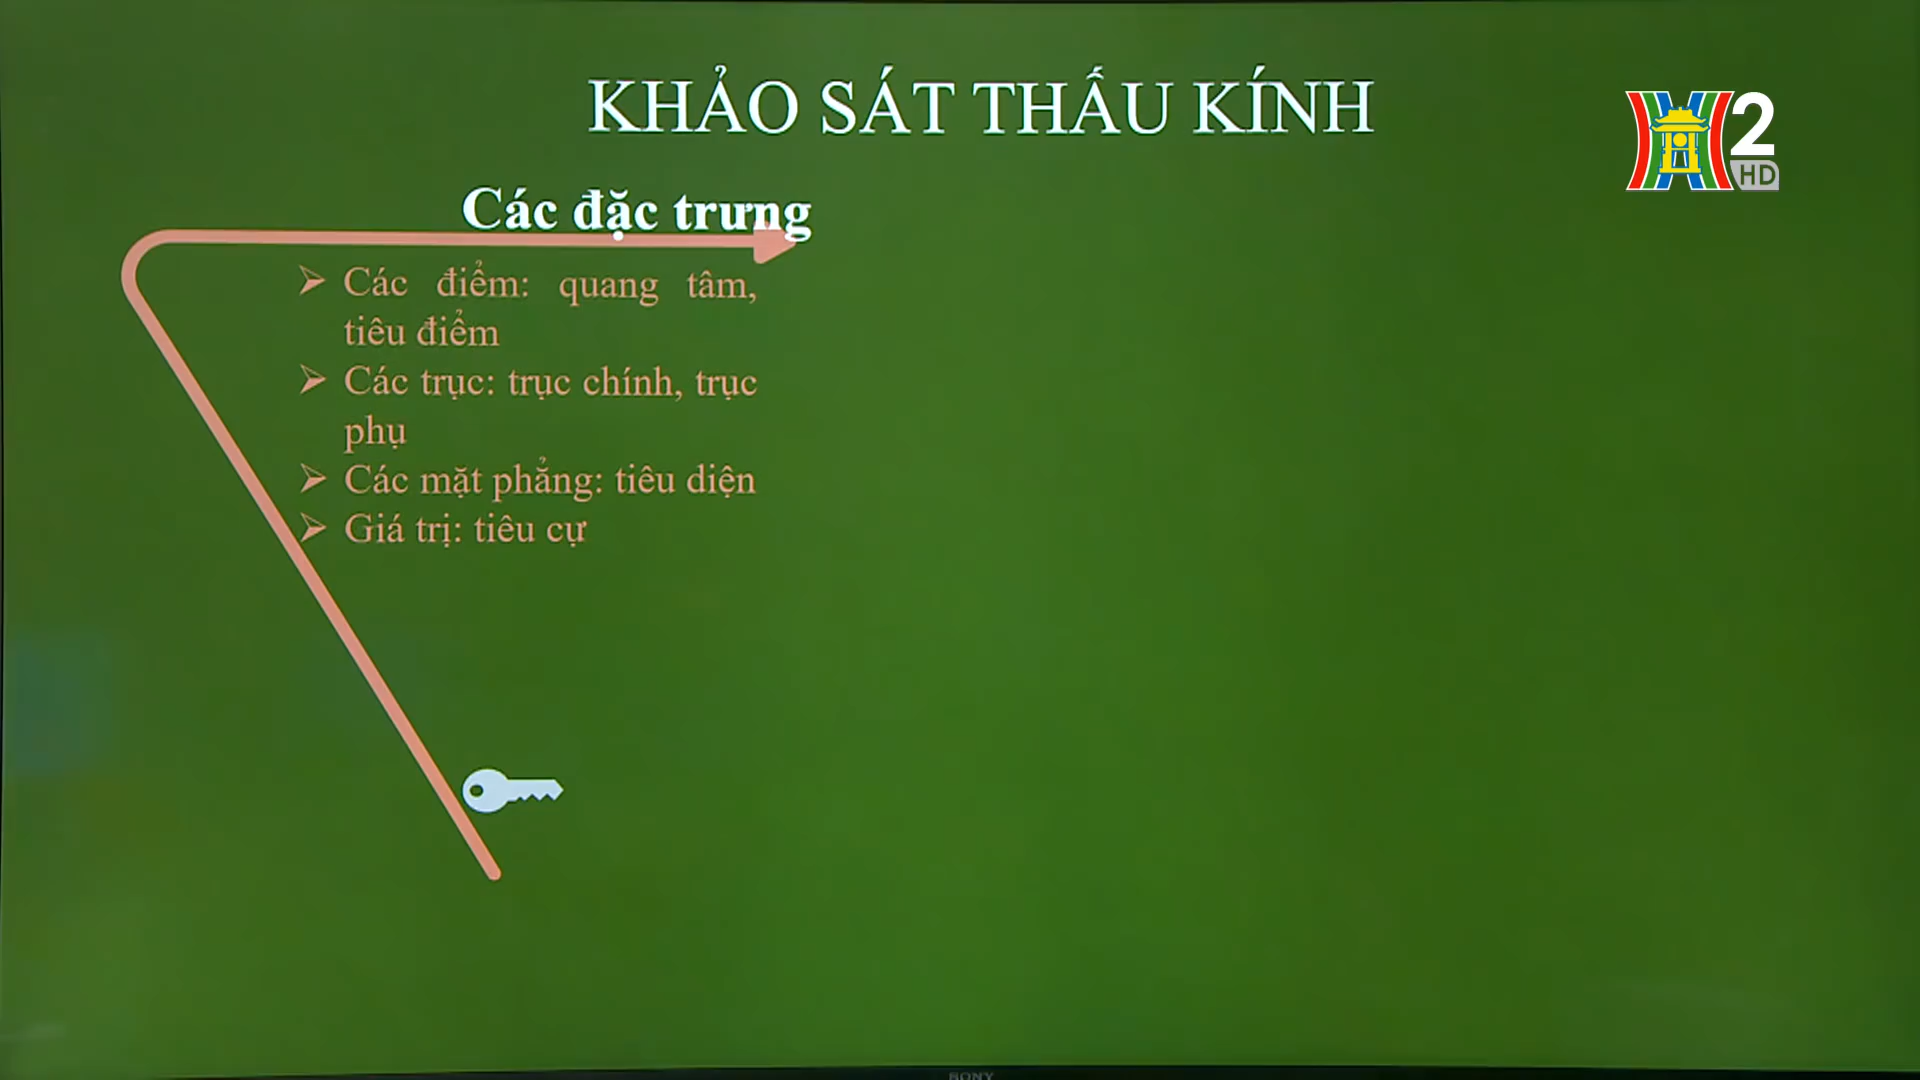 KHẢO SÁT THẤU KÍNH
2
HD
Các đặc trưng
Các điểm: quang tâm,
tiêu điểm
Các trục: trục chính, trục
phụ
Các mặt phẳng: tiêu diện
Giá trị: tiêu cự
SONY